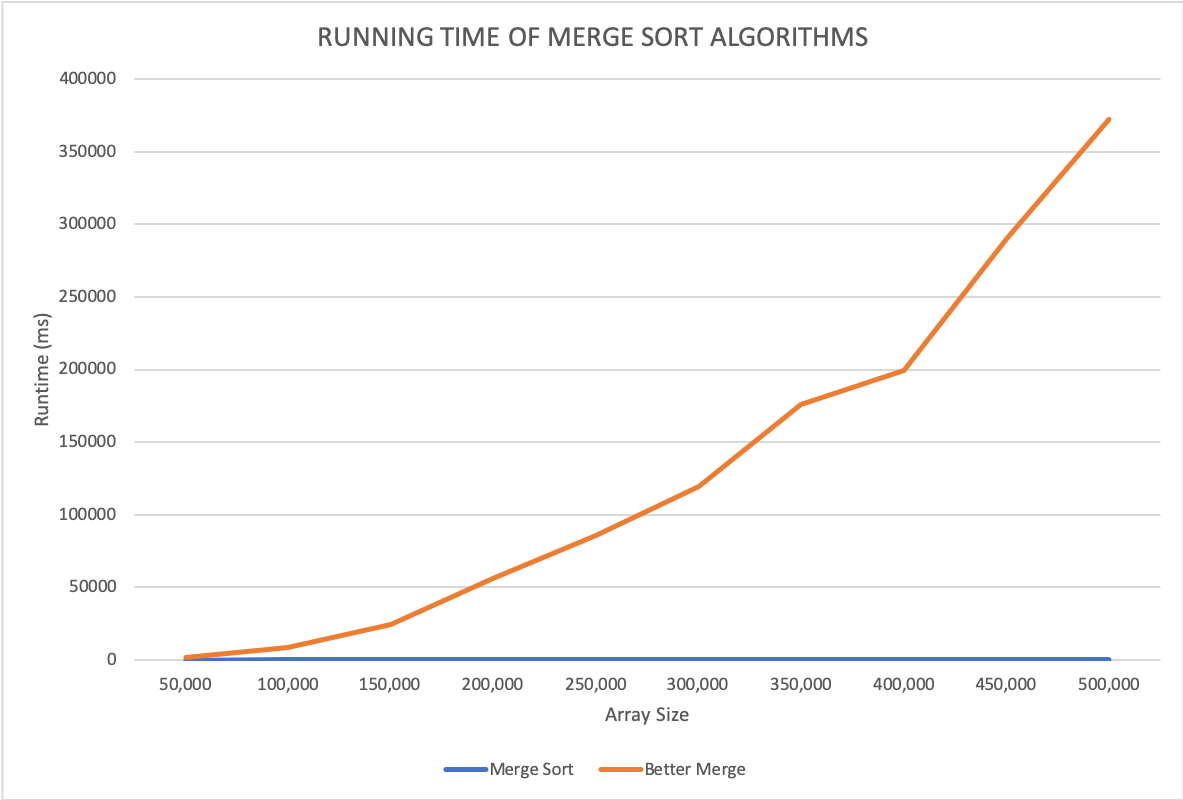 RUNNING TIME OF MERGE SORT ALGORITHMS
400000
350000
300000
250000
200000
150000
100000
50000
0
Runtime (ms)
50,000 100,000 150,000 200,000 250,000 300,000 350,000 400,000 450,000 500,000
Array Size
Merge Sort Better Merge